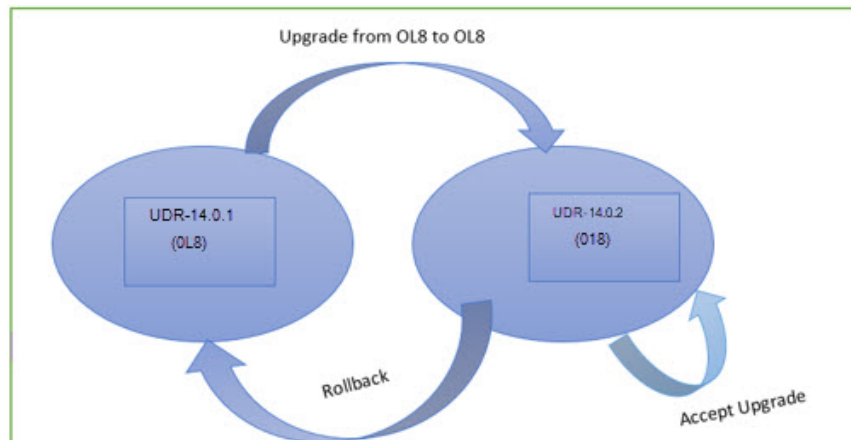 Upgrade from OL8 to OL8
UDR-14.0.1
(0L8)
UDR-14.0.2
(018)
Rollback
Accept Upgrade